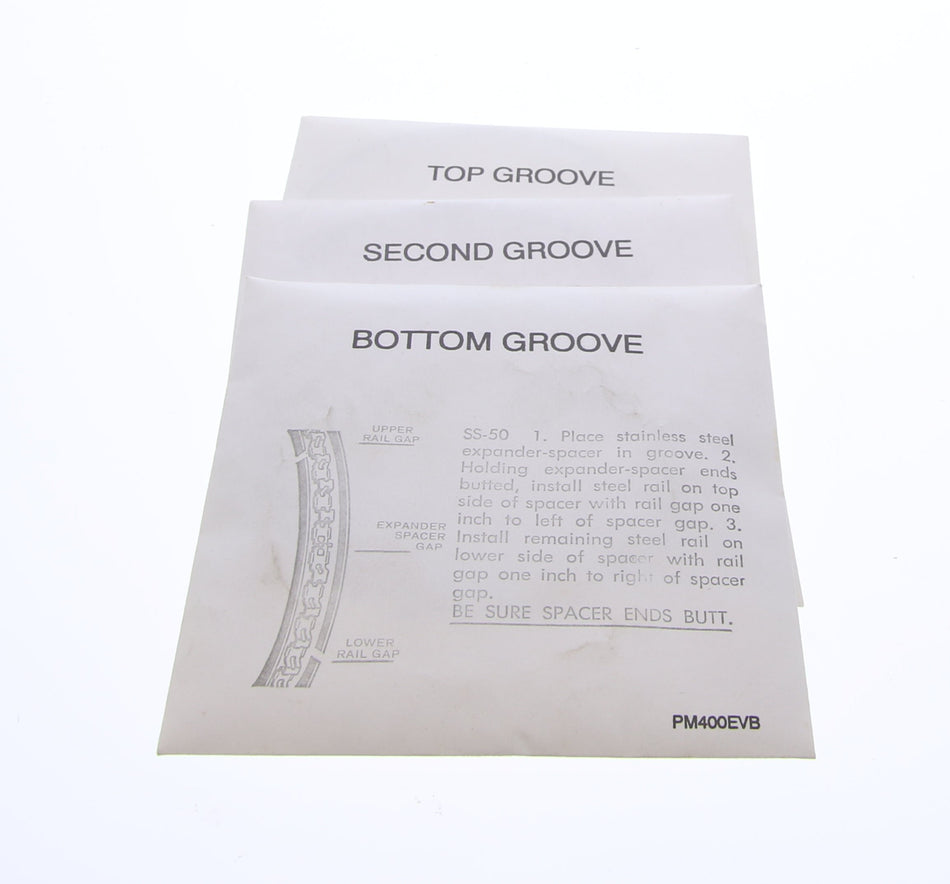 TOP GROOVE
SECOND GROOVE
BOTTOM GROOVE
UPPER
RAIL GAP
EXPANDER
SPACER
GAP
LOWER
RAIL GAP
SS-50 1. Place stainless steel
expander-spacer in groove. 2.
Holding expander-spacer ends
butted, install steel rail on top
side of spacer with rail gap one
inch to left of spacer gap. 3.
Install remaining steel rail on
lower side of spacer with rail
gap one inch to right of spacer
gap.
BE SURE SPACER ENDS BUTT.
PM400EVB